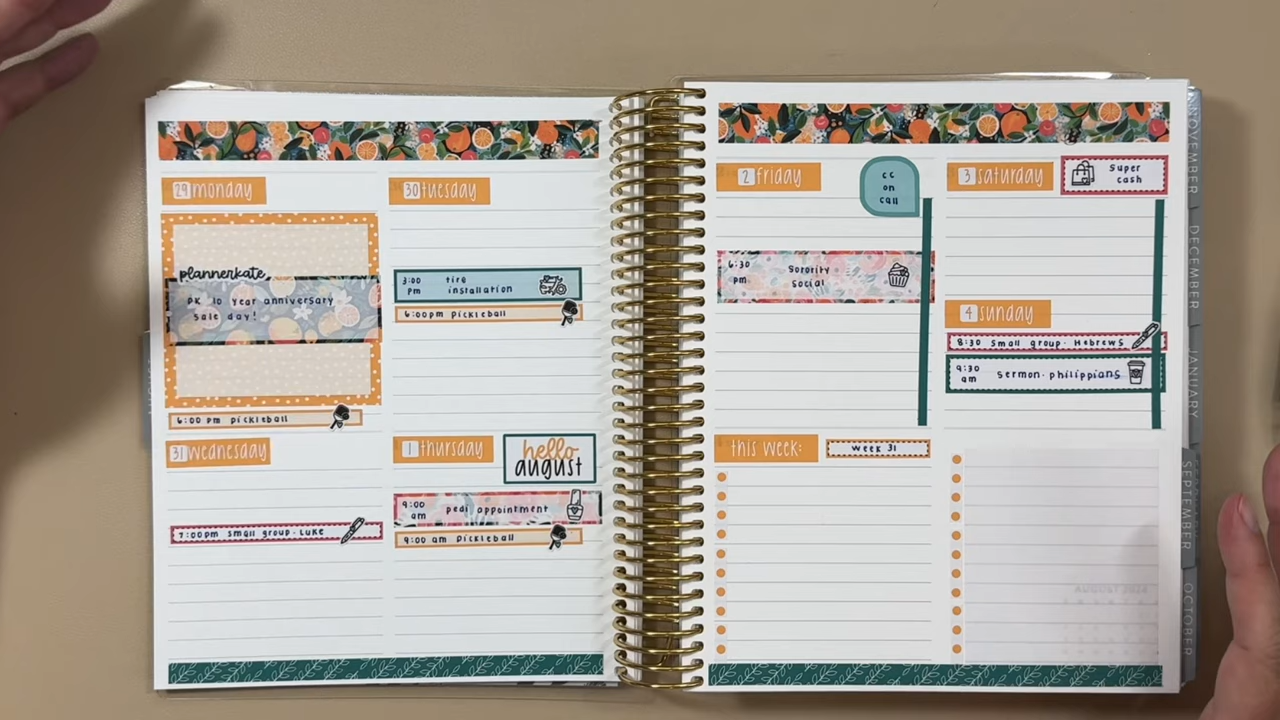 29 monday
plannerkate
PK 10 year anniversary
sale day!
6:00 pm pickleball
30 tuesday
3:00
pm
tire
installation
6:00pm pickleball
31 wednesday
7:00pm small group · Luke
1 thursday
hello
august
9:00
am
pedi appointment
9:00 am pickleball
2 friday
cc
on
call
6:30
pm
Sorority
Social
3 saturday
Super
cash
4 sunday
8:30 Small group · Hebrews
9:30
am
sermon · philippians
this week:
week 31
NOVEMBER
DECEMBER
JANUARY
SEPTEMBER
OCTOBER